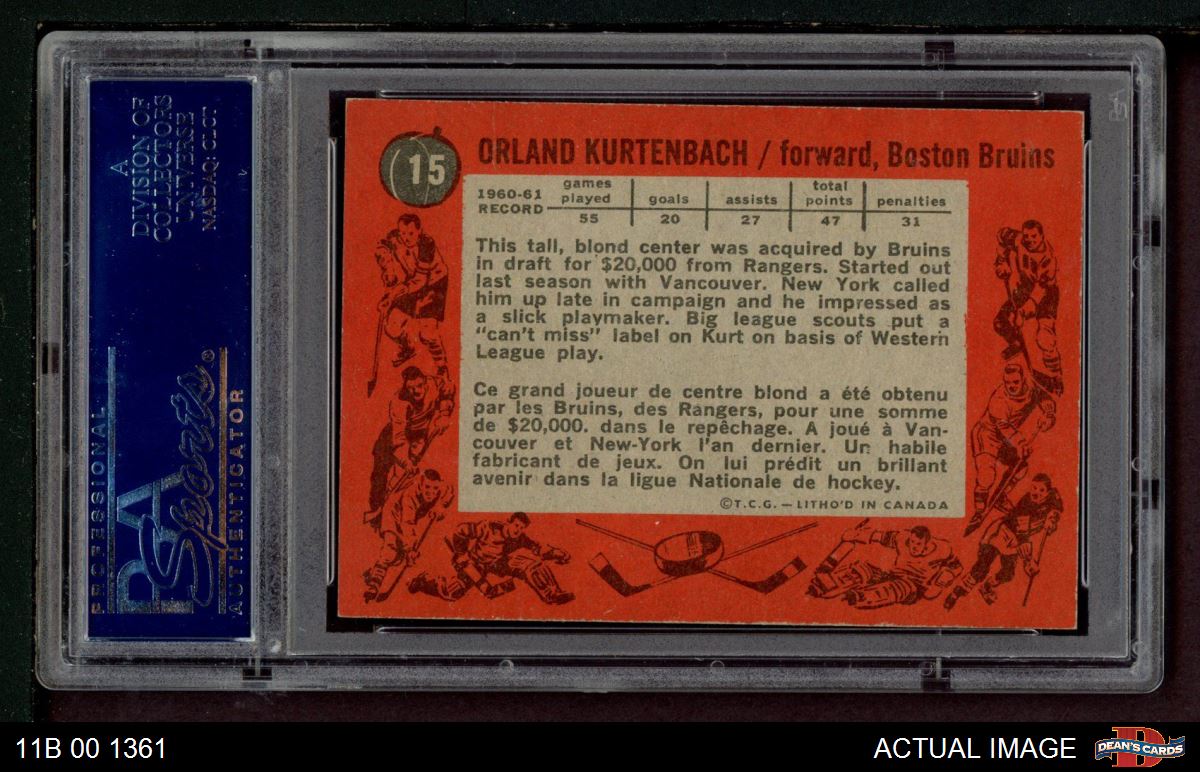 A
DIVISION OF
COLLECTORS
UNIVERSE
NASDAQ: CLCT
PROFESSIONAL
PSA
Sports®
AUTHENTICATOR
15
ORLAND KURTENBACH / forward, Boston Bruins
1960-61 RECORD
games played goals assists total points penalties
55 20 27 47 31
This tall, blond center was acquired by Bruins
in draft for $20,000 from Rangers. Started out
last season with Vancouver. New York called
him up late in campaign and he impressed as
a slick playmaker. Big league scouts put a
"can't miss" label on Kurt on basis of Western
League play.
Ce grand joueur de centre blond a été obtenu
par les Bruins, des Rangers, pour une somme
de $20,000. dans le repêchage. A joué à Van-
couver et New-York l'an dernier. Un habile
fabricant de jeux. On lui prédit un brillant
avenir dans la ligue Nationale de hockey.
©T.C.G. — LITHO'D IN CANADA
11B 00 1361
ACTUAL IMAGE
DEAN'S CARDS